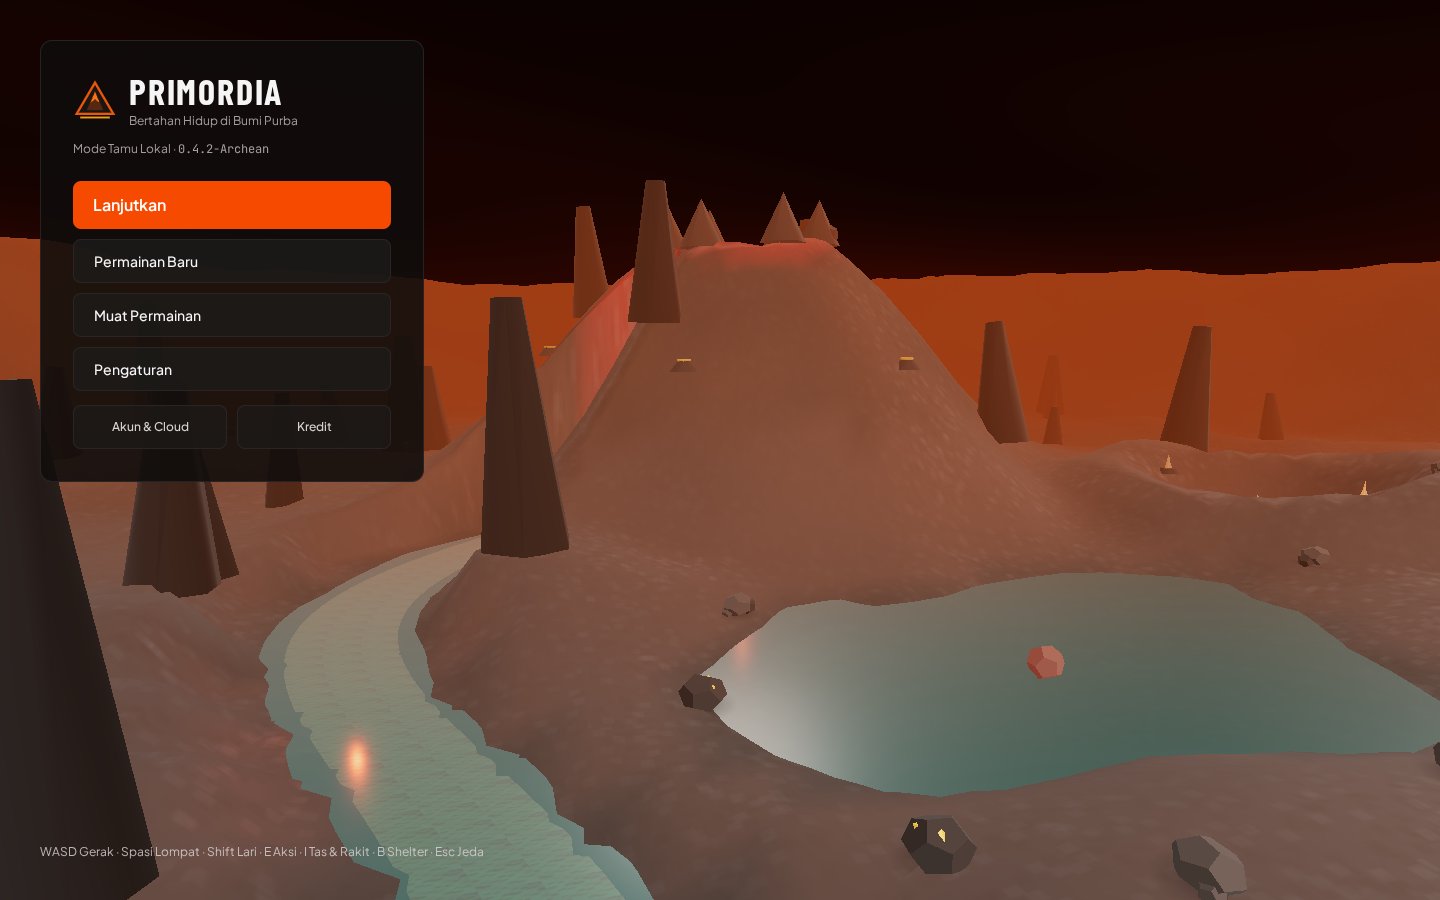 PRIMORDIA
Bertahan Hidup di Bumi Purba
Mode Tamu Lokal · 0.4.2-Archean
Lanjutkan
Permainan Baru
Muat Permainan
Pengaturan
Akun & Cloud
Kredit
WASD Gerak · Spasi Lompat · Shift Lari · E Aksi · I Tas & Rakit · B Shelter · Esc Jeda